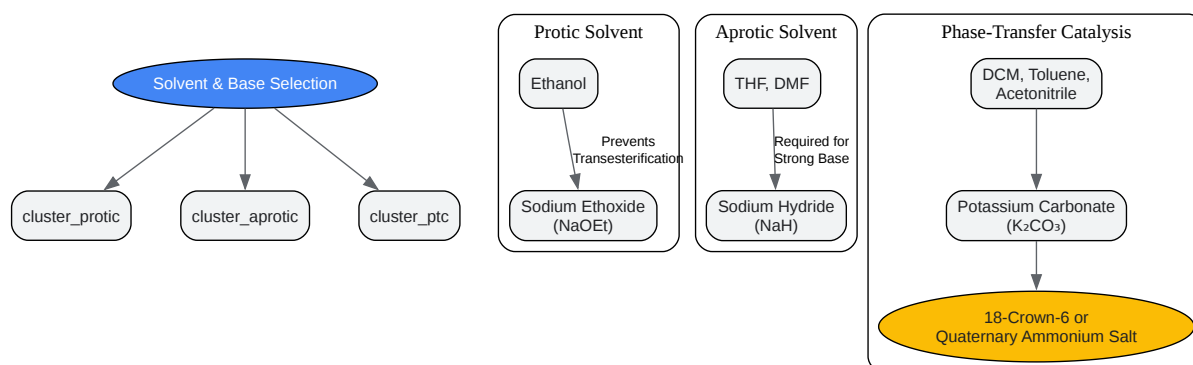 Solvent & Base Selection
cluster_protic
cluster_aprotic
cluster_ptc
Protic Solvent
Ethanol
Prevents
Transesterification
Sodium Ethoxide
(NaOEt)
Aprotic Solvent
THF, DMF
Required for
Strong Base
Sodium Hydride
(NaH)
Phase-Transfer Catalysis
DCM, Toluene,
Acetonitrile
Potassium Carbonate
(K₂CO₃)
18-Crown-6 or
Quaternary Ammonium Salt